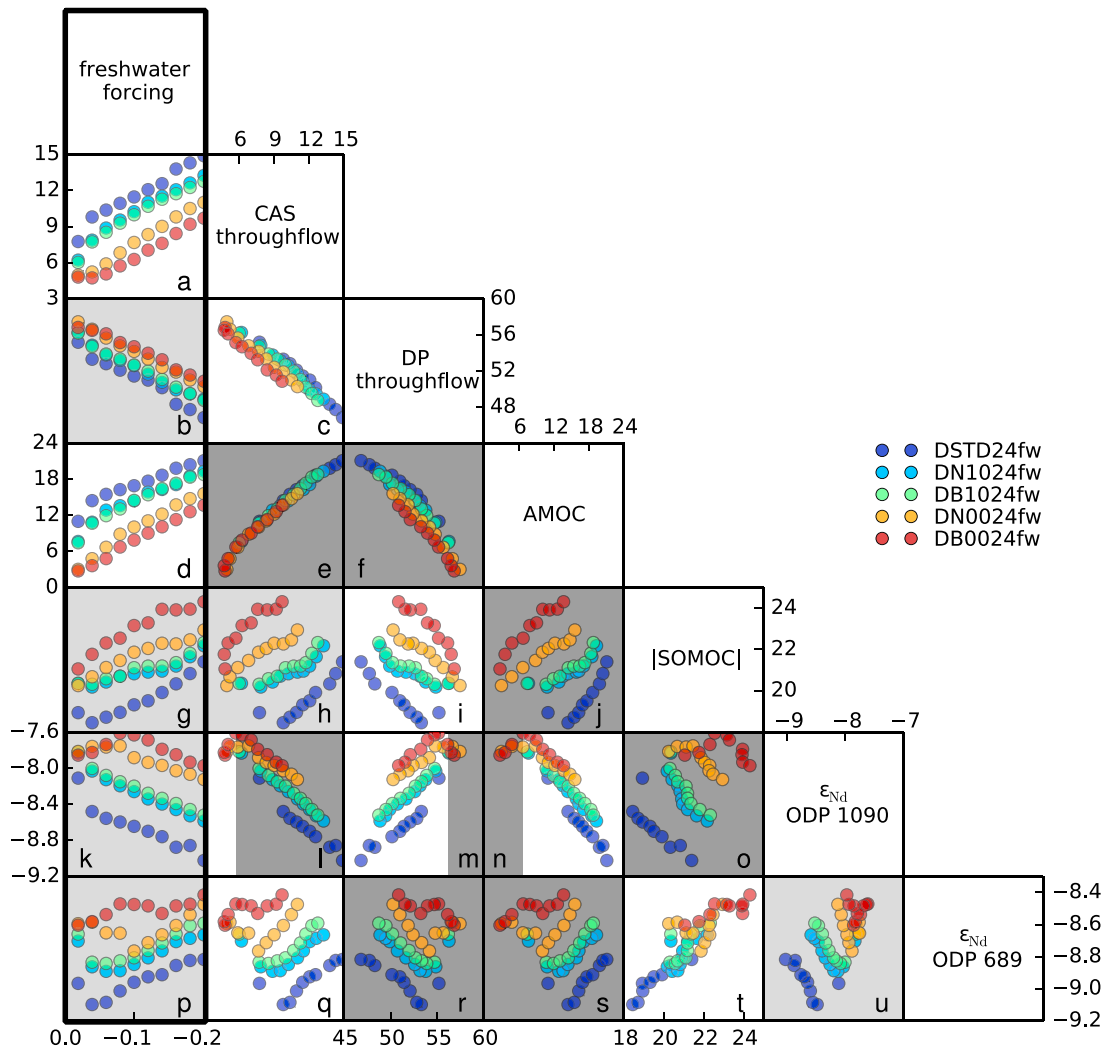 freshwater
forcing
6 9 12 15
15
12
9
6
3
CAS
throughflow
a
60
56
52
48
DP
throughflow
b
c
6 12 18 24
24
18
12
6
0
AMOC
d
e
f
DSTD24fw
DN1024fw
DB1024fw
DN0024fw
DB0024fw
24
22
20
|SOMOC|
g
h
i
j
−9 −8 −7
−7.6
−8.0
−8.4
−8.8
−9.2
εNd
ODP 1090
k
l
m
n
o
−8.4
−8.6
−8.8
−9.0
−9.2
εNd
ODP 689
p
q
r
s
t
u
0.0 −0.1 −0.2 45 50 55 60 18 20 22 24